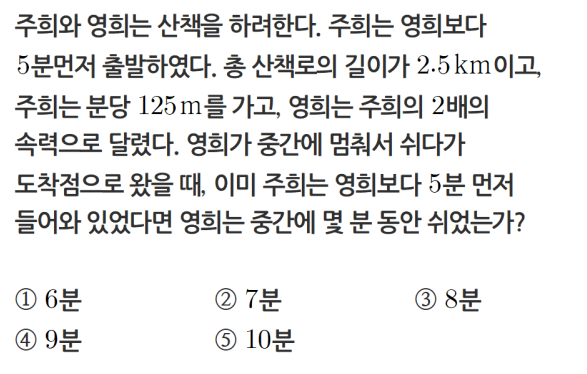 주희와 영희는 산책을 하려한다. 주희는 영희보다
5분먼저 출발하였다. 총 산책로의 길이가 2.5km이고,
주희는 분당 125m를 가고, 영희는 주희의 2배의
속력으로 달렸다. 영희가 중간에 멈춰서 쉬다가
도착점으로 왔을 때, 이미 주희는 영희보다 5분 먼저
들어와 있었다면 영희는 중간에 몇 분 동안 쉬었는가?
① 6분 ② 7분 ③ 8분
④ 9분 ⑤ 10분